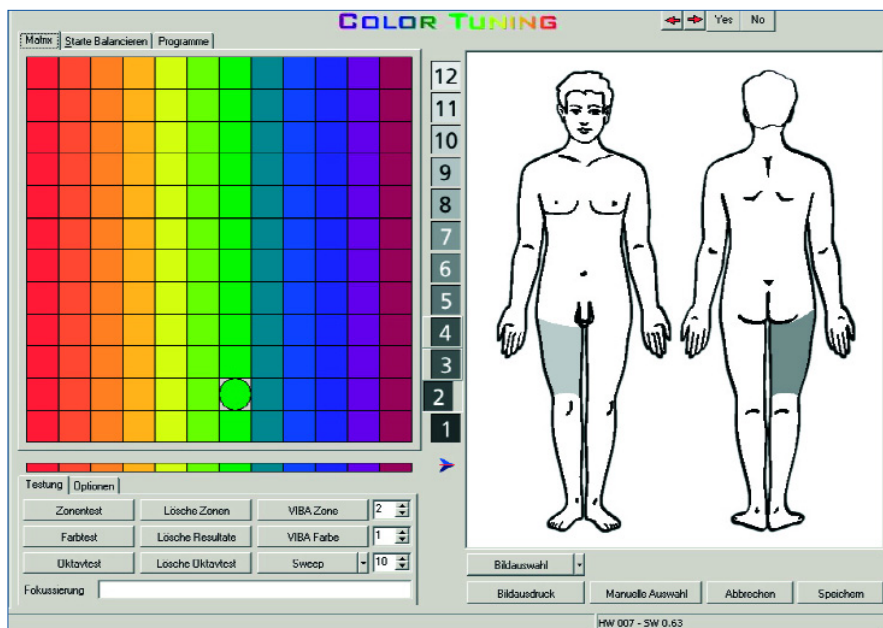 COLOR TUNING
Yes No
Matrix Starte Balancieren Programme
12
11
10
9
8
7
6
5
4
3
2
1
Testung Optionen
Zonentest Lösche Zonen VIBA Zone 2
Farbtest Lösche Resultate VIBA Farbe 1
Oktavtest Lösche Oktavtest Sweep 10
Fokussierung
Bildauswahl
Bildausdruck Manuelle Auswahl Abbrechen Speichern
HW 007 - SW 0.63